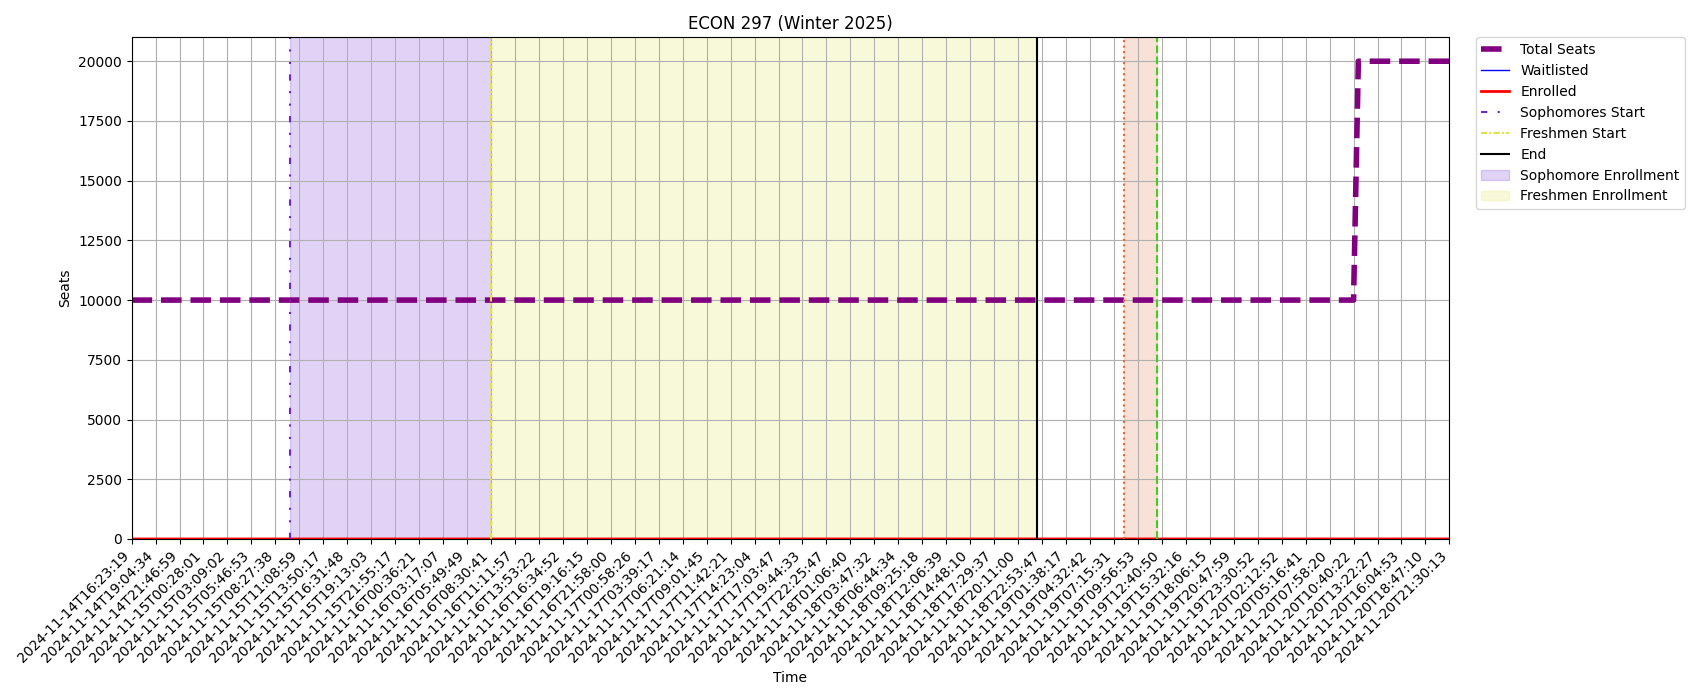 ECON 297 (Winter 2025)
Total Seats
Waitlisted
Enrolled
Sophomores Start
Freshmen Start
End
Sophomore Enrollment
Freshmen Enrollment
Seats
20000
17500
15000
12500
10000
7500
5000
2500
0
2024-11-14T16:23:19
2024-11-14T19:04:34
2024-11-14T21:46:59
2024-11-15T00:28:01
2024-11-15T03:09:02
2024-11-15T05:46:53
2024-11-15T08:27:38
2024-11-15T11:08:59
2024-11-15T13:50:17
2024-11-15T16:31:48
2024-11-15T19:13:03
2024-11-15T21:55:17
2024-11-16T00:36:21
2024-11-16T03:17:07
2024-11-16T05:49:49
2024-11-16T08:30:41
2024-11-16T11:11:57
2024-11-16T13:53:22
2024-11-16T16:34:52
2024-11-16T19:16:15
2024-11-16T21:58:00
2024-11-17T00:58:26
2024-11-17T03:39:17
2024-11-17T06:21:14
2024-11-17T09:01:45
2024-11-17T11:42:21
2024-11-17T14:23:04
2024-11-17T17:03:47
2024-11-17T19:44:33
2024-11-17T22:25:47
2024-11-18T01:06:40
2024-11-18T03:47:32
2024-11-18T06:44:34
2024-11-18T09:25:18
2024-11-18T12:06:39
2024-11-18T14:48:10
2024-11-18T17:29:37
2024-11-18T20:11:00
2024-11-18T22:53:47
2024-11-19T01:38:17
2024-11-19T04:32:42
2024-11-19T07:15:31
2024-11-19T09:56:53
2024-11-19T12:40:50
2024-11-19T15:32:16
2024-11-19T18:06:15
2024-11-19T20:47:59
2024-11-19T23:30:52
2024-11-20T02:12:52
2024-11-20T05:16:41
2024-11-20T07:58:20
2024-11-20T10:40:22
2024-11-20T13:22:27
2024-11-20T16:04:53
2024-11-20T18:47:10
2024-11-20T21:30:13
Time